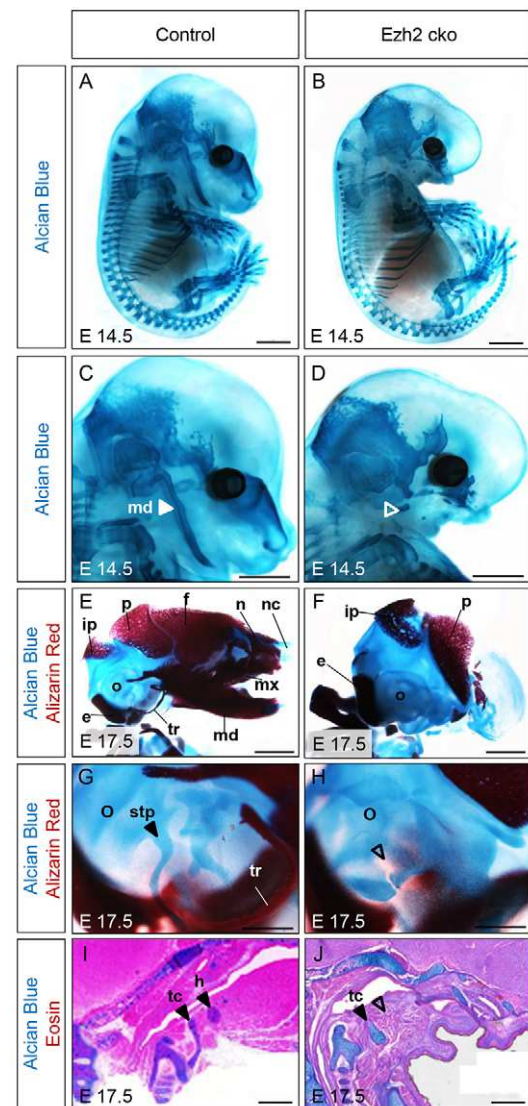 Control
Ezh2 cko
Alcian Blue
A
E 14.5
B
E 14.5
Alcian Blue
C
md
E 14.5
D
E 14.5
Alcian Blue
Alizarin Red
E
ip
p
f
n
nc
o
e
tr
mx
md
E 17.5
F
ip
p
e
o
E 17.5
Alcian Blue
Alizarin Red
G
O
stp
tr
E 17.5
H
O
E 17.5
Alcian Blue
Eosin
I
tc
h
E 17.5
J
tc
E 17.5